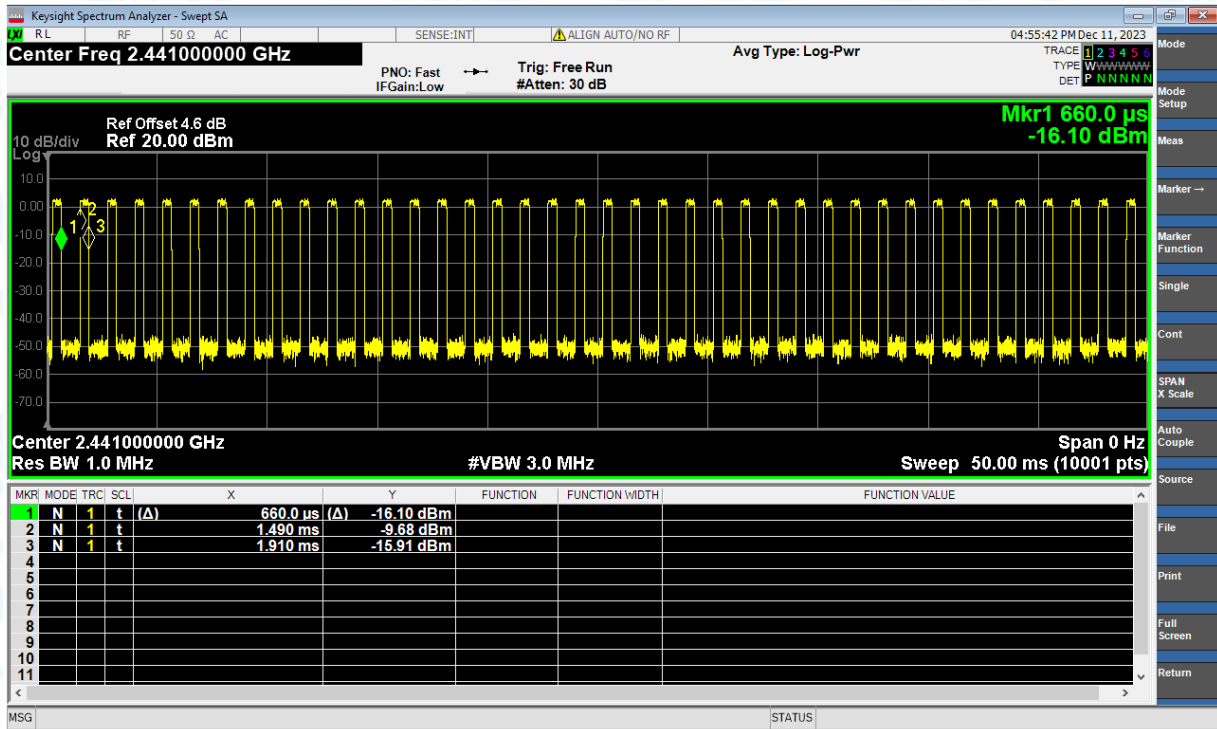 Keysight Spectrum Analyzer - Swept SA
LXI RL RF 50 Ω AC SENSE:INT ALIGN AUTO/NO RF 04:55:42 PM Dec 11, 2023
Center Freq 2.441000000 GHz
PNO: Fast
IFGain:Low
Trig: Free Run
#Atten: 30 dB
Avg Type: Log-Pwr
TRACE 1 2 3 4 5 6
TYPE WWWWWW
DET P N N N N N
Mkr1 660.0 µs
-16.10 dBm
Ref Offset 4.6 dB
10 dB/div Ref 20.00 dBm
Log
10.0
0.00
-10.0
-20.0
-30.0
-40.0
-50.0
-60.0
-70.0
1
2
3
Center 2.441000000 GHz Span 0 Hz
Res BW 1.0 MHz #VBW 3.0 MHz Sweep 50.00 ms (10001 pts)
MKR MODE TRC SCL X Y FUNCTION FUNCTION WIDTH FUNCTION VALUE
1 N 1 t (Δ) 660.0 µs (Δ) -16.10 dBm
2 N 1 t 1.490 ms -9.68 dBm
3 N 1 t 1.910 ms -15.91 dBm
4
5
6
7
8
9
10
11
MSG STATUS
Mode
Mode
Setup
Meas
Marker →
Marker
Function
Single
Cont
SPAN
X Scale
Auto
Couple
Source
File
Print
Full
Screen
Return